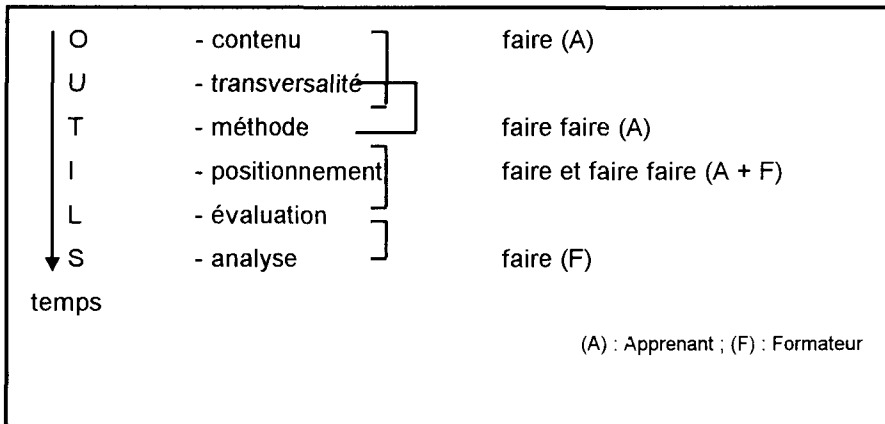 O - contenu faire (A)
U - transversalité
T - méthode faire faire (A)
I - positionnement faire et faire faire (A + F)
L - évaluation
S - analyse faire (F)
temps
(A) : Apprenant ; (F) : Formateur